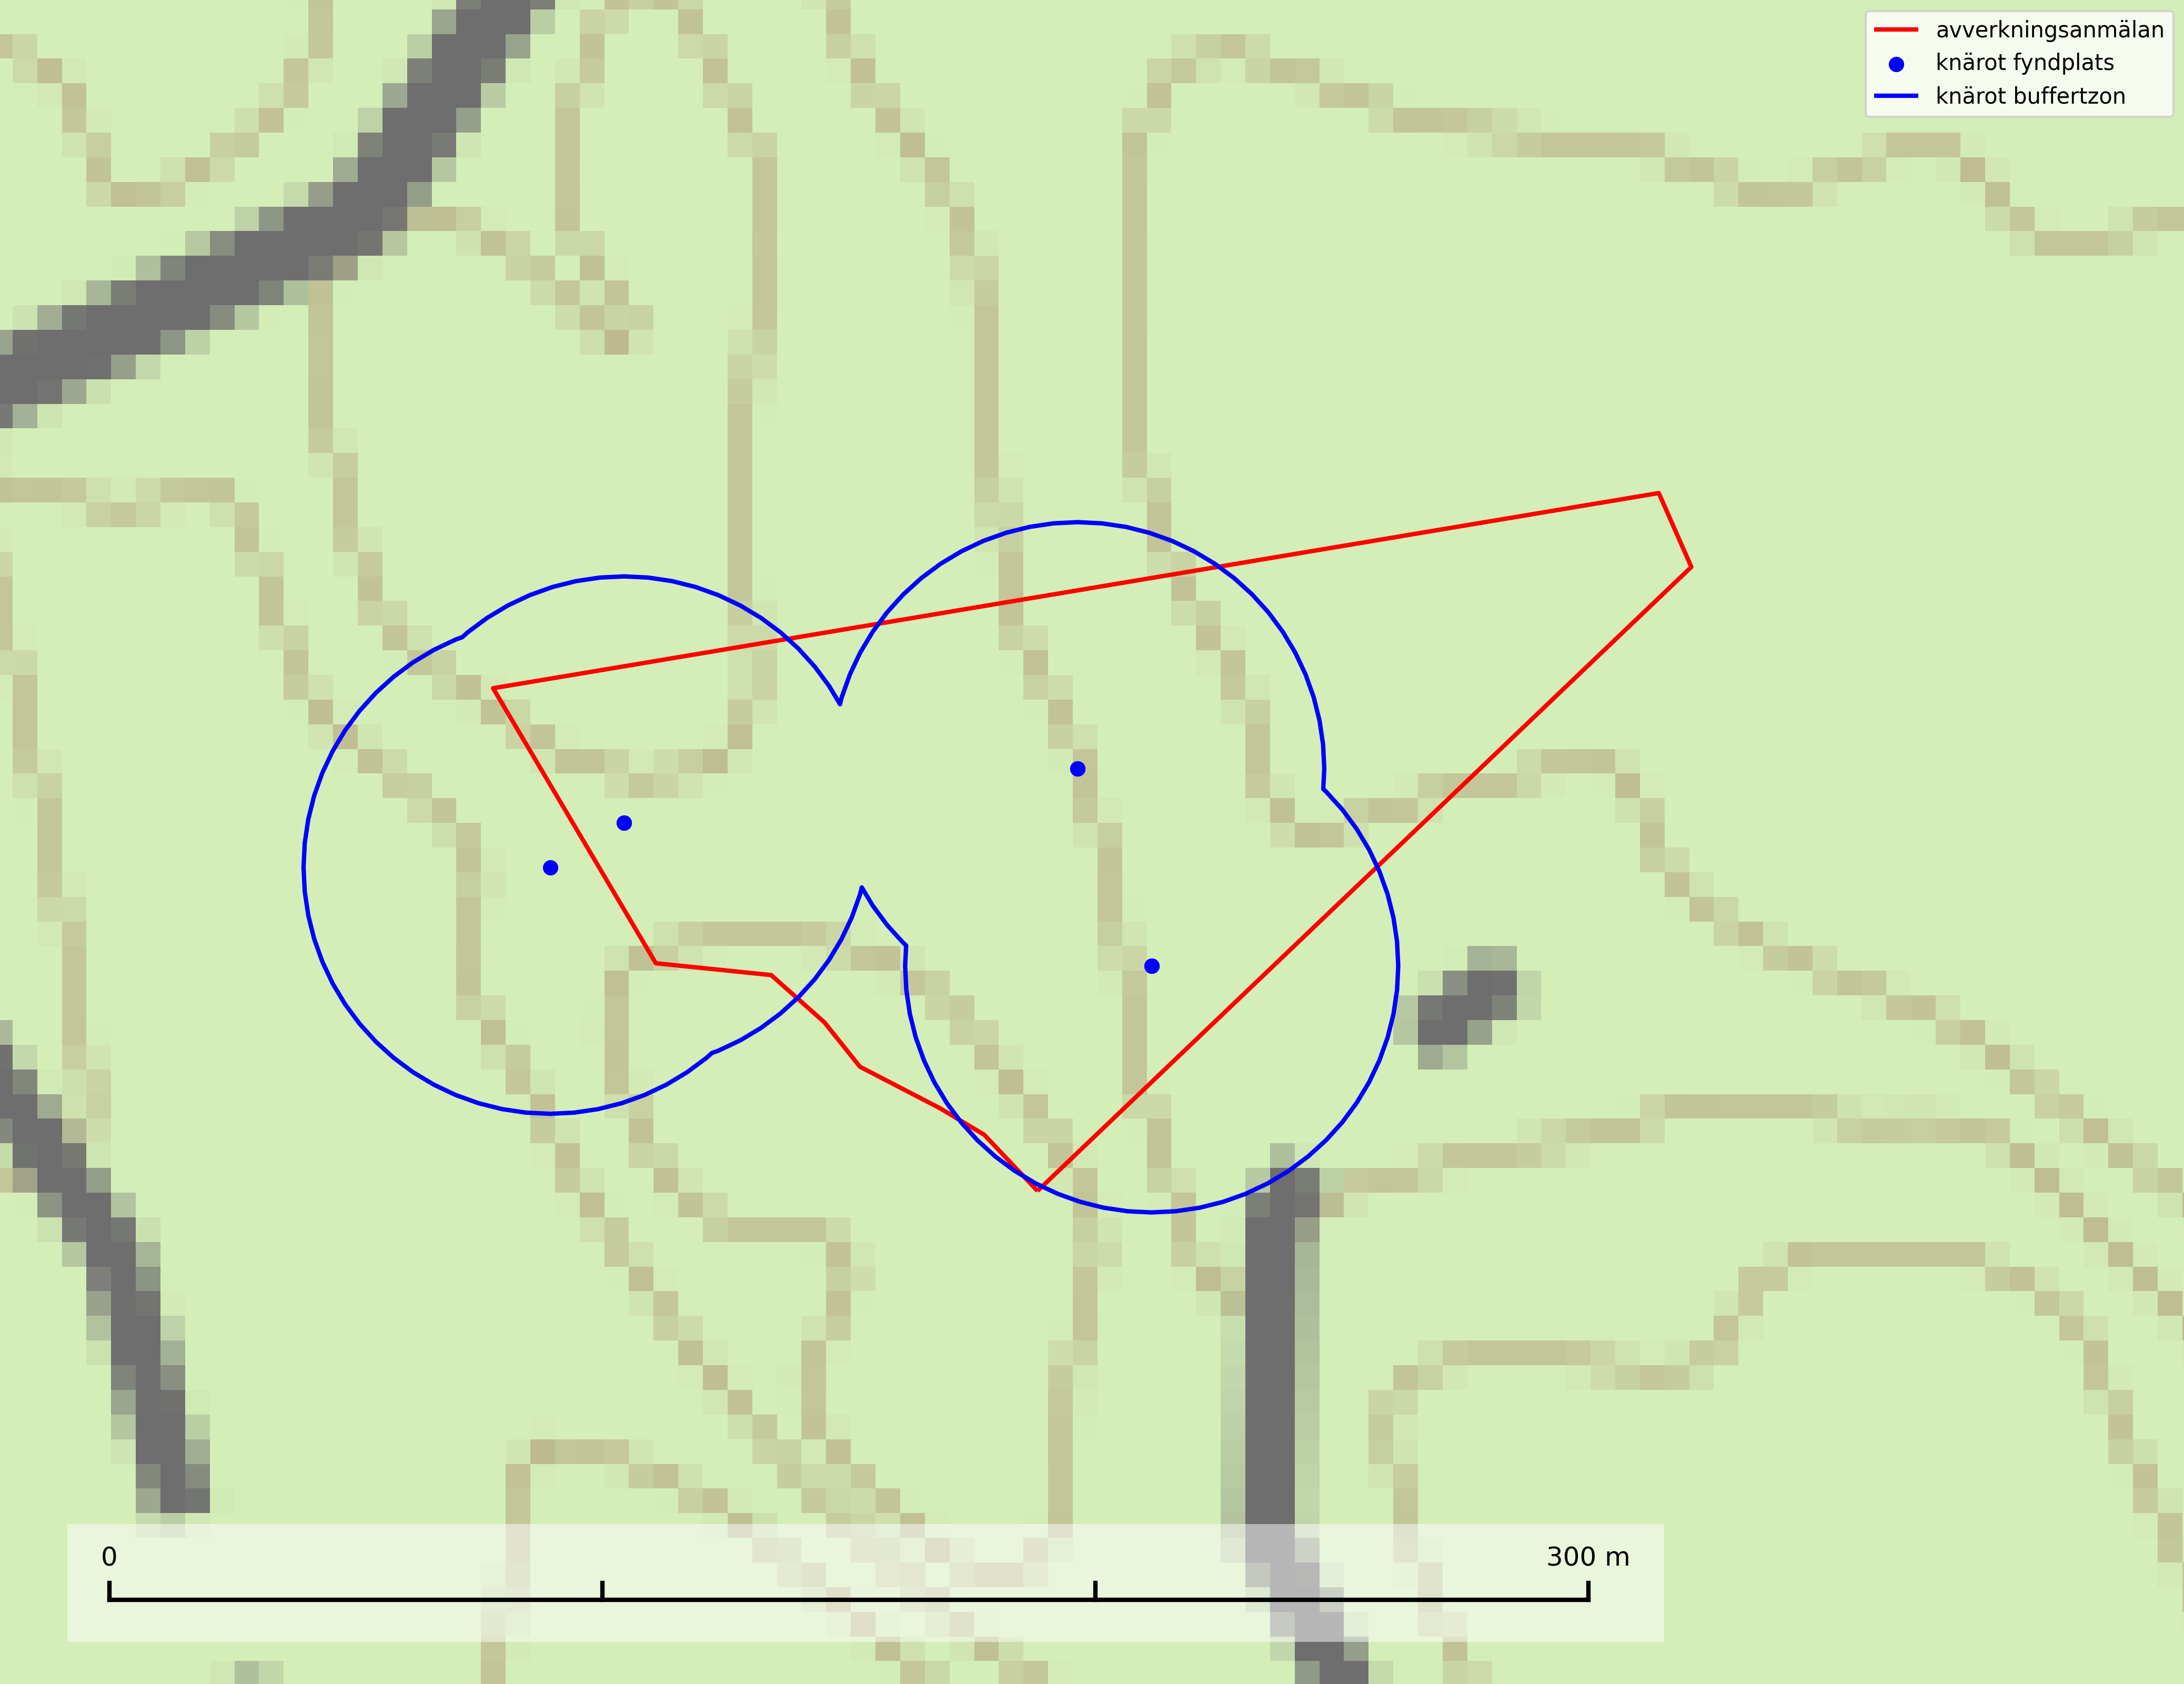 avverkningsanmälan
knärot fyndplats
knärot buffertzon
0 300 m